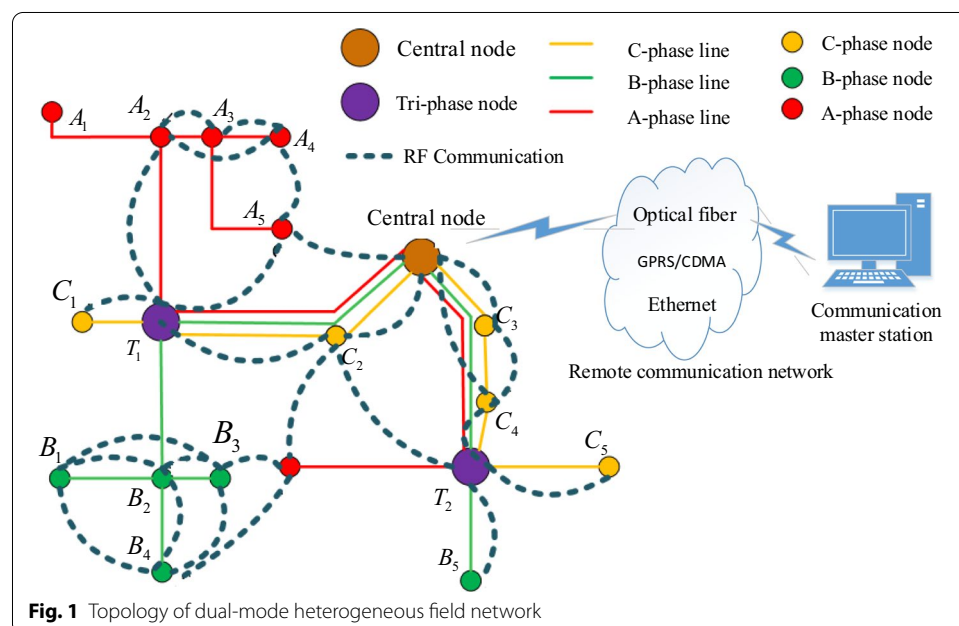 Central node
C-phase line
C-phase node
Tri-phase node
B-phase line
B-phase node
A-phase line
A-phase node
RF Communication
A1
A2
A3
A4
A5
Central node
Optical fiber
GPRS/CDMA
Ethernet
Communication
master station
Remote communication network
C1
T1
C2
C3
C4
C5
B1
B2
B3
B4
T2
B5
Fig. 1 Topology of dual-mode heterogeneous field network